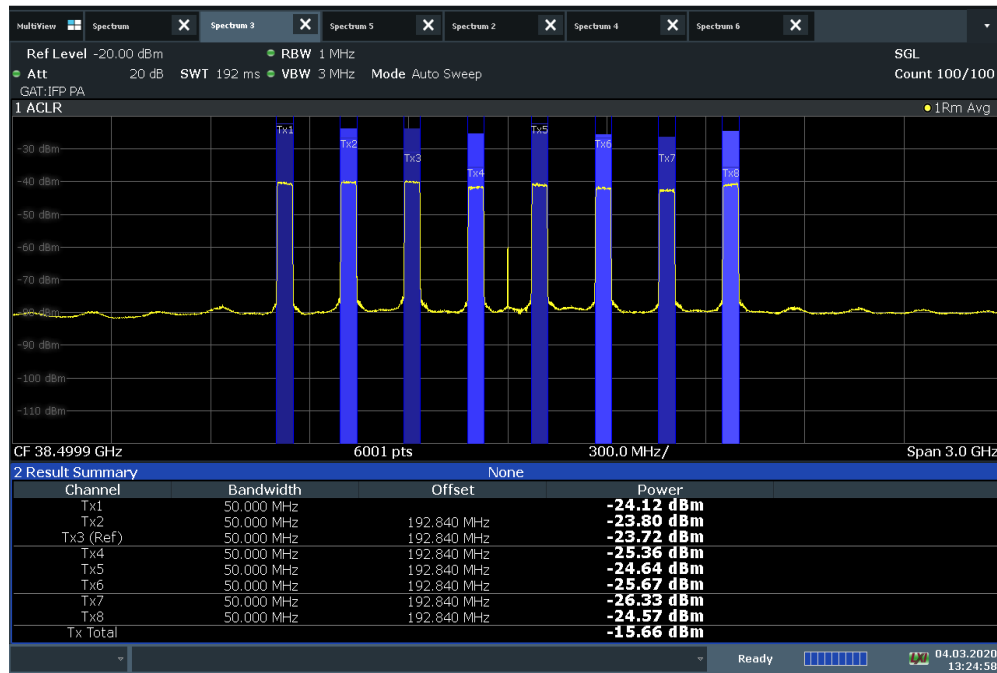 MultiView Spectrum X Spectrum 3 X Spectrum 5 X Spectrum 2 X Spectrum 4 X Spectrum 6 X
Ref Level -20.00 dBm RBW 1 MHz SGL
Att 20 dB SWT 192 ms VBW 3 MHz Mode Auto Sweep Count 100/100
GAT:IFP PA
1 ACLR 1Rm Avg
Tx1 Tx5
Tx2 Tx6
-30 dBm
Tx3 Tx7
Tx4 Tx8
-40 dBm
-50 dBm
-60 dBm
-70 dBm
-80 dBm
-90 dBm
-100 dBm
-110 dBm
CF 38.4999 GHz 6001 pts 300.0 MHz/ Span 3.0 GHz
2 Result Summary None
Channel Bandwidth Offset Power
Tx1 50.000 MHz -24.12 dBm
Tx2 50.000 MHz 192.840 MHz -23.80 dBm
Tx3 (Ref) 50.000 MHz 192.840 MHz -23.72 dBm
Tx4 50.000 MHz 192.840 MHz -25.36 dBm
Tx5 50.000 MHz 192.840 MHz -24.64 dBm
Tx6 50.000 MHz 192.840 MHz -25.67 dBm
Tx7 50.000 MHz 192.840 MHz -26.33 dBm
Tx8 50.000 MHz 192.840 MHz -24.57 dBm
Tx Total -15.66 dBm
Ready LXI 04.03.2020
13:24:58